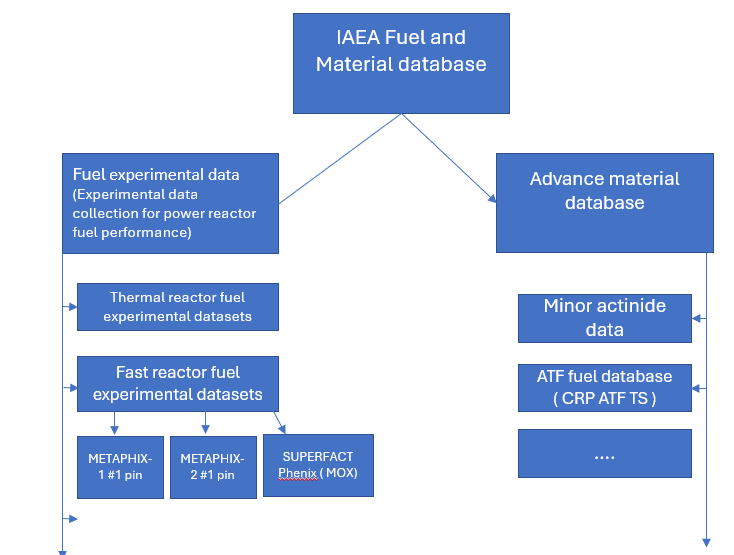 IAEA Fuel and
Material database
Fuel experimental data
(Experimental data
collection for power reactor
fuel performance)
Advance material
database
Thermal reactor fuel
experimental datasets
Minor actinide
data
Fast reactor fuel
experimental datasets
ATF fuel database
( CRP ATF TS )
METAPHIX-
1 #1 pin
METAPHIX-
2 #1 pin
SUPERFACT
Phenix ( MOX)
....